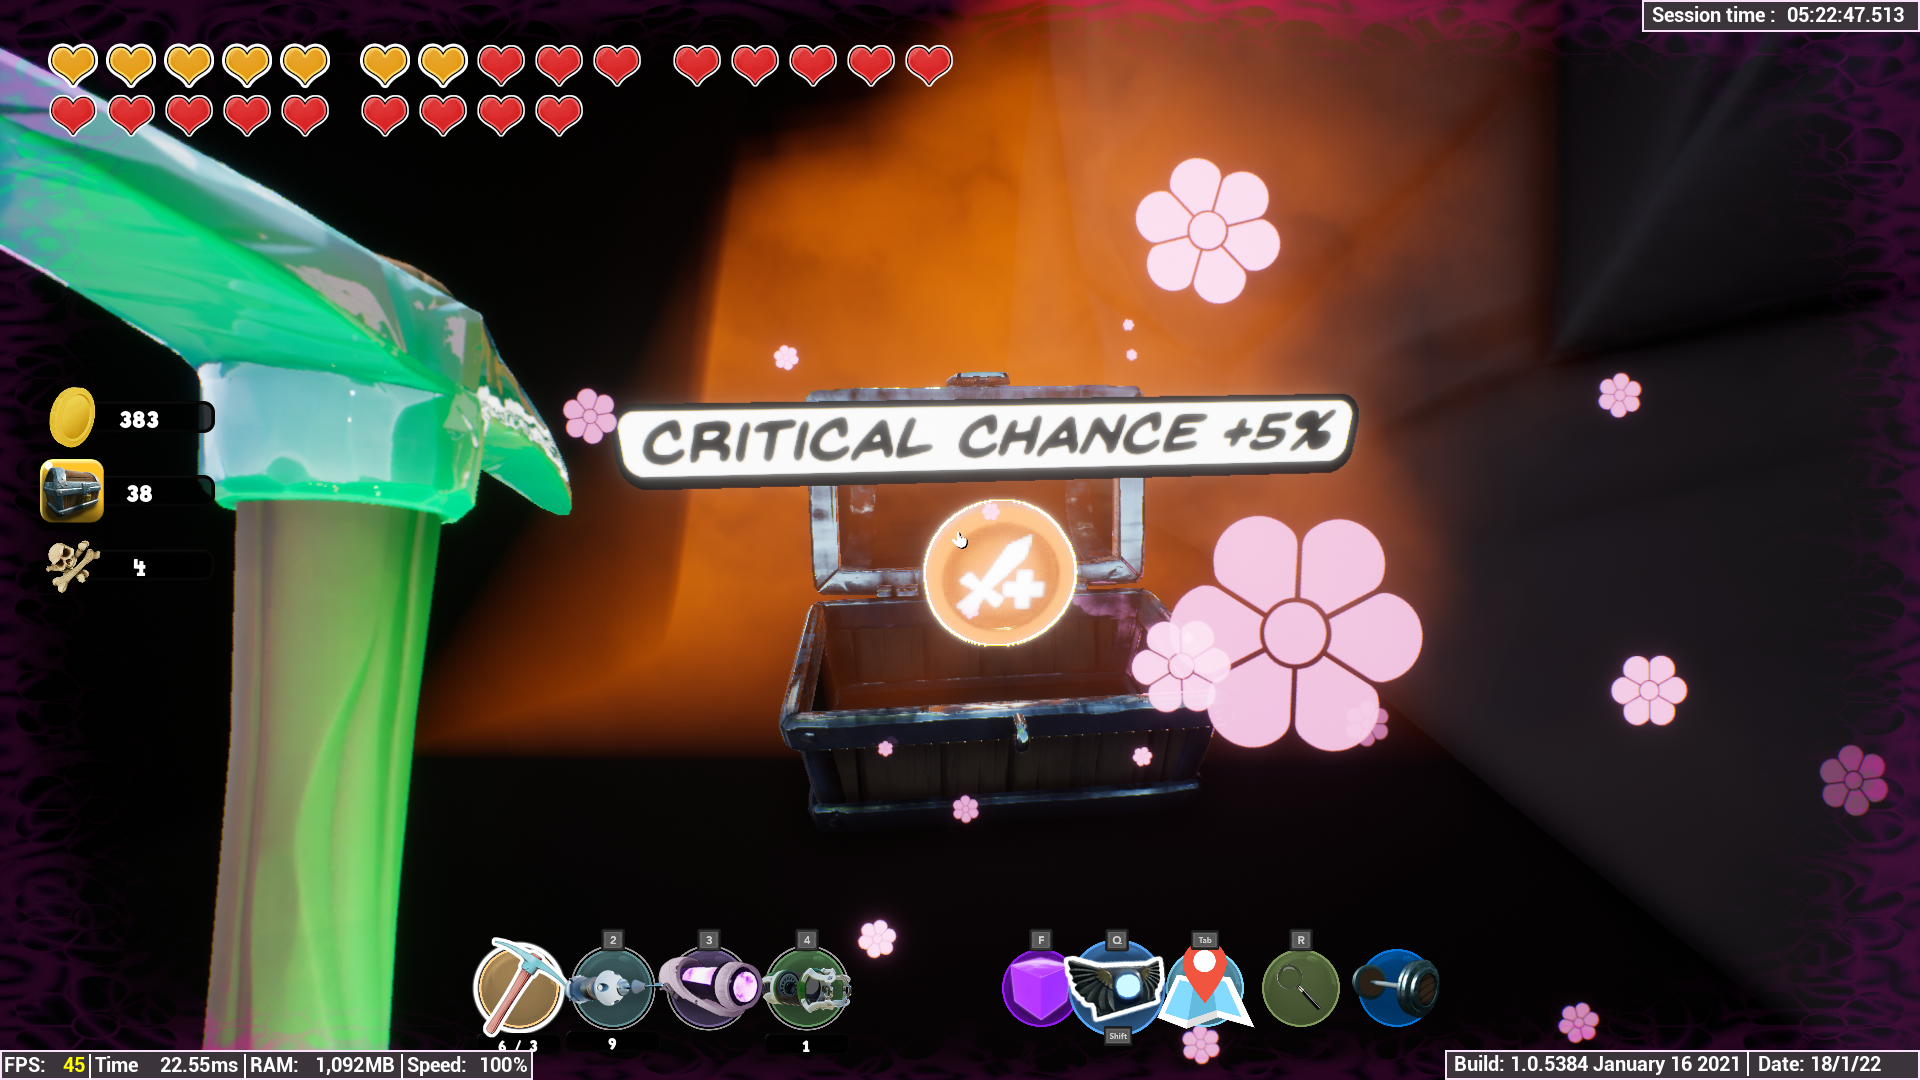 Session time : 05:22:47.513
383
38
4
CRITICAL CHANCE +5%
2
3
4
F
Q
Tab
R
Shift
6 / 3
9
1
FPS: 45 Time 22.55ms RAM: 1,092MB Speed: 100%
Build: 1.0.5384 January 16 2021 Date: 18/1/22